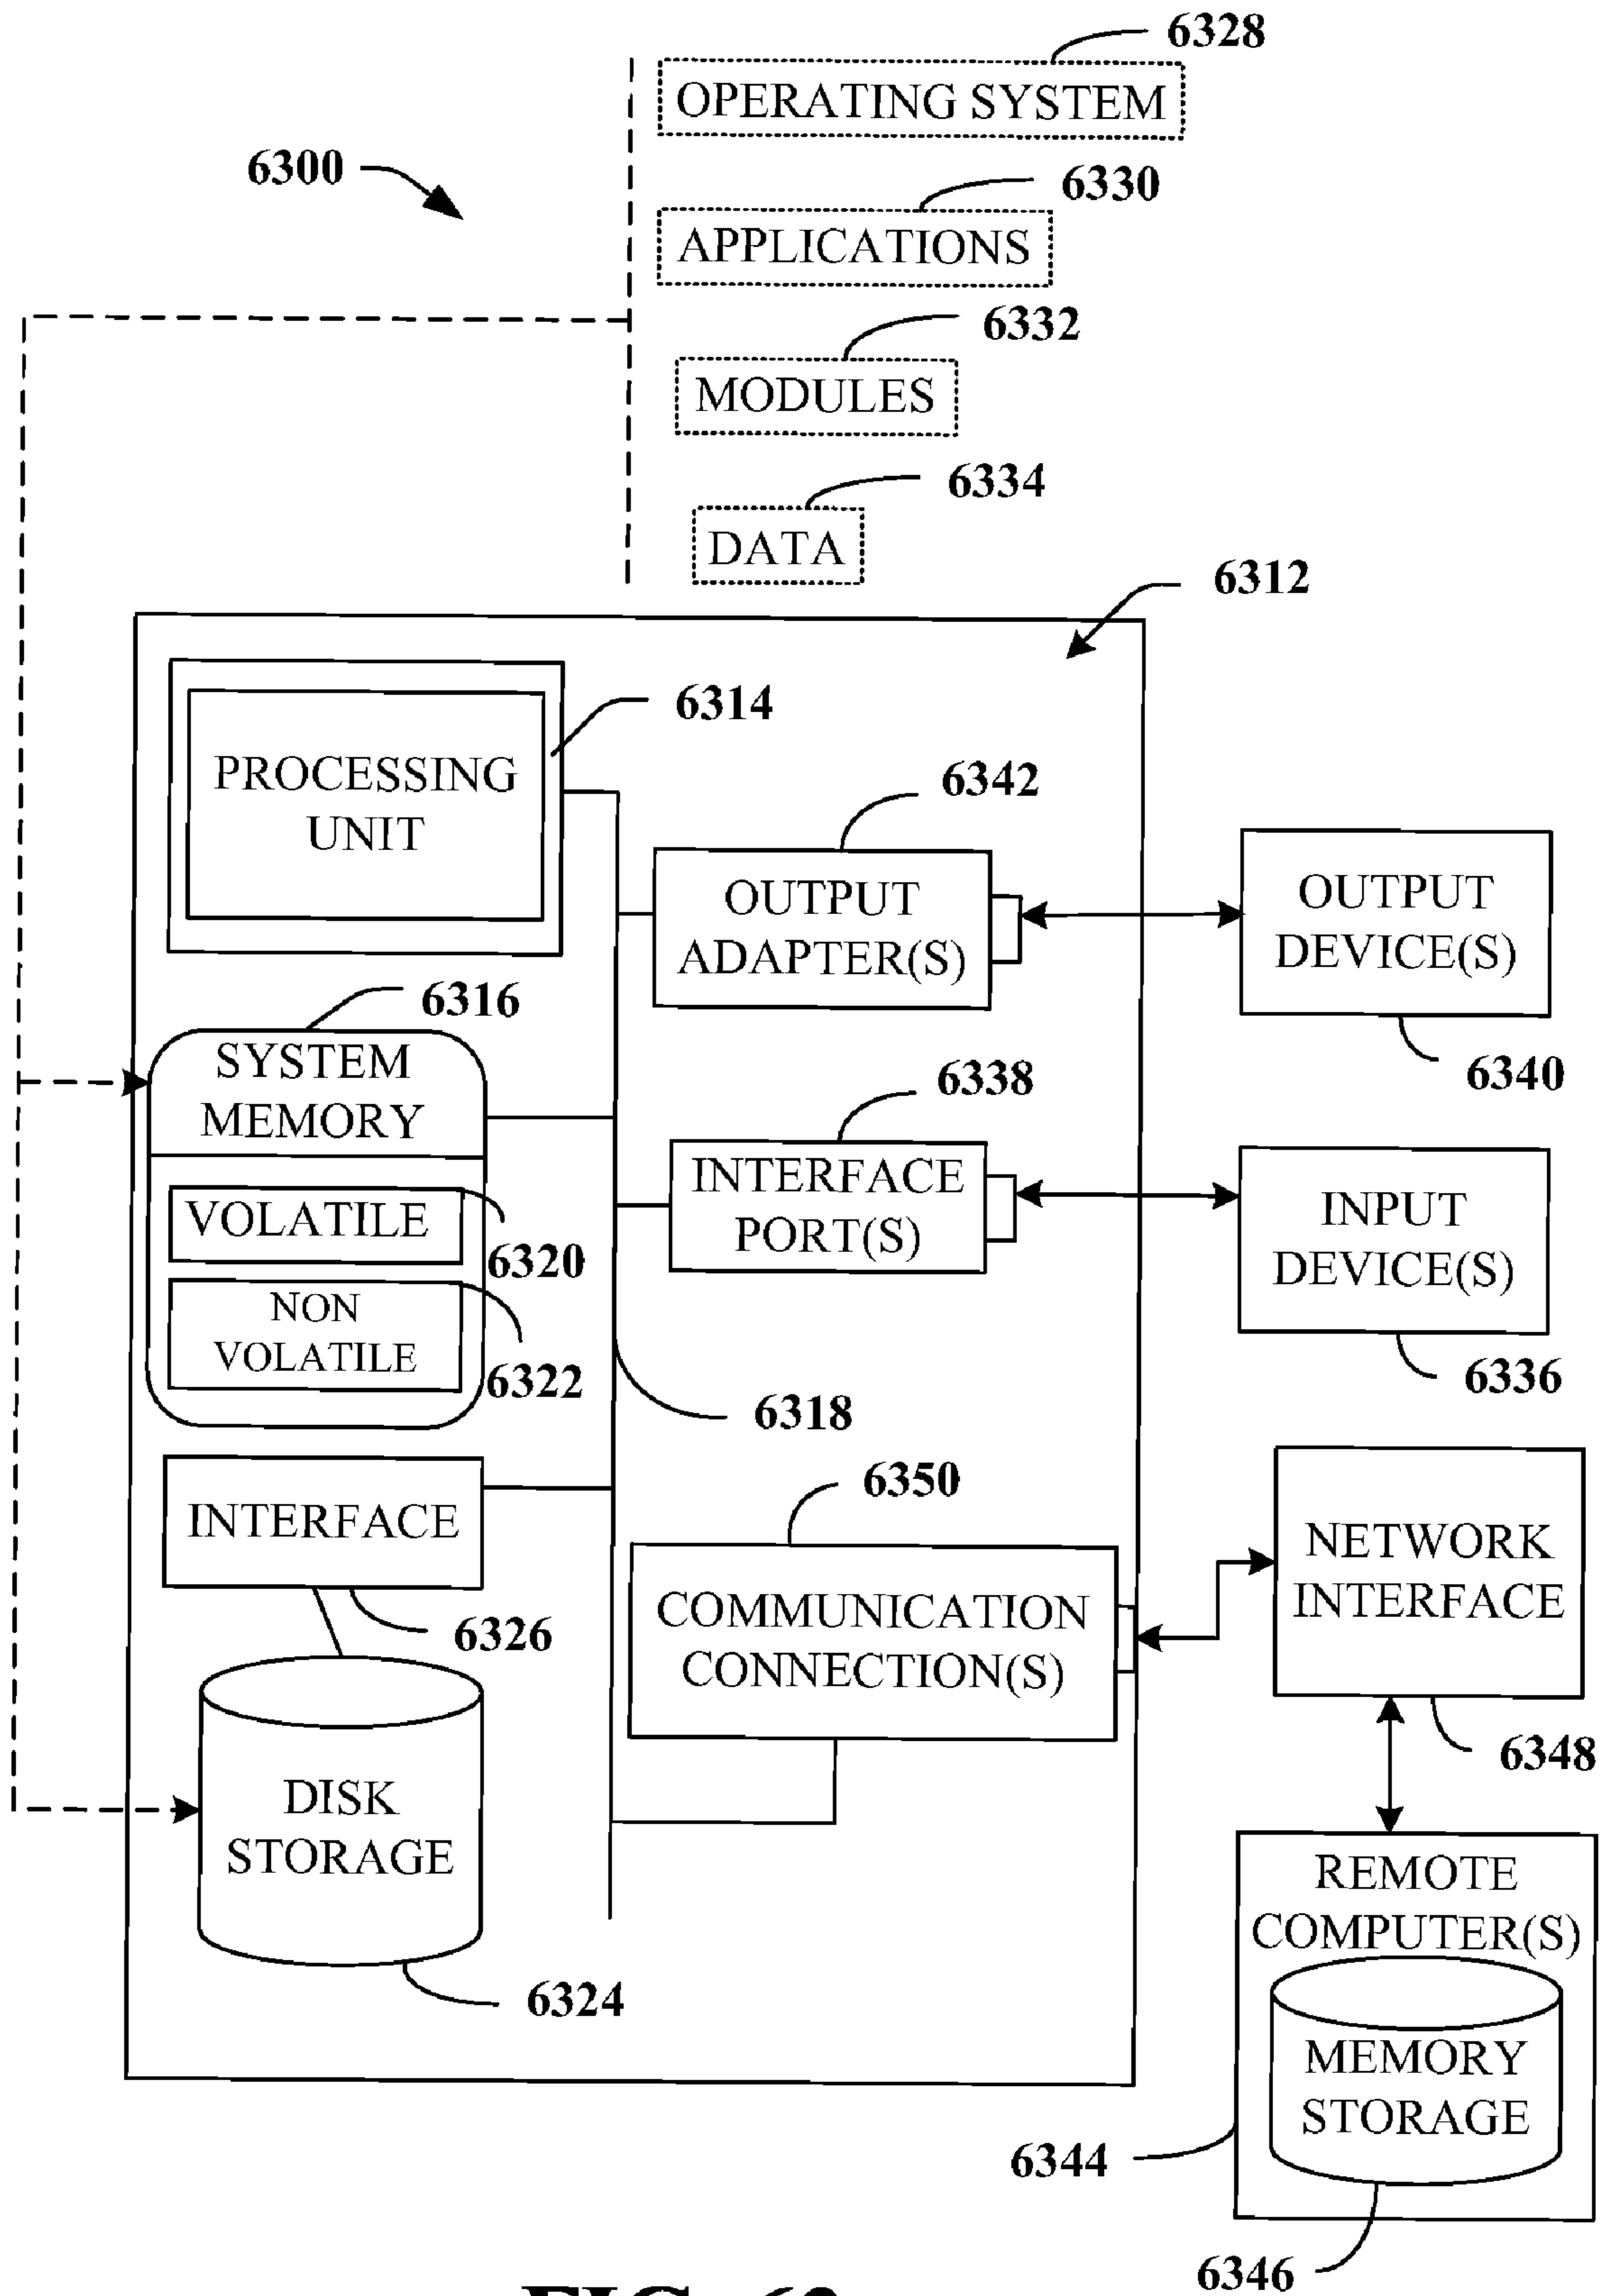 6328
OPERATING SYSTEM
6300
6330
APPLICATIONS
6332
MODULES
6334
DATA
6312
6314
PROCESSING
UNIT
6342
OUTPUT
ADAPTER(S)
OUTPUT
DEVICE(S)
6340
6316
SYSTEM
MEMORY
6338
INTERFACE
PORT(S)
INPUT
DEVICE(S)
6336
VOLATILE
6320
NON
VOLATILE
6322
6318
6350
INTERFACE
6326
COMMUNICATION
CONNECTION(S)
NETWORK
INTERFACE
6348
DISK
STORAGE
6324
REMOTE
COMPUTER(S)
MEMORY
STORAGE
6344
6346